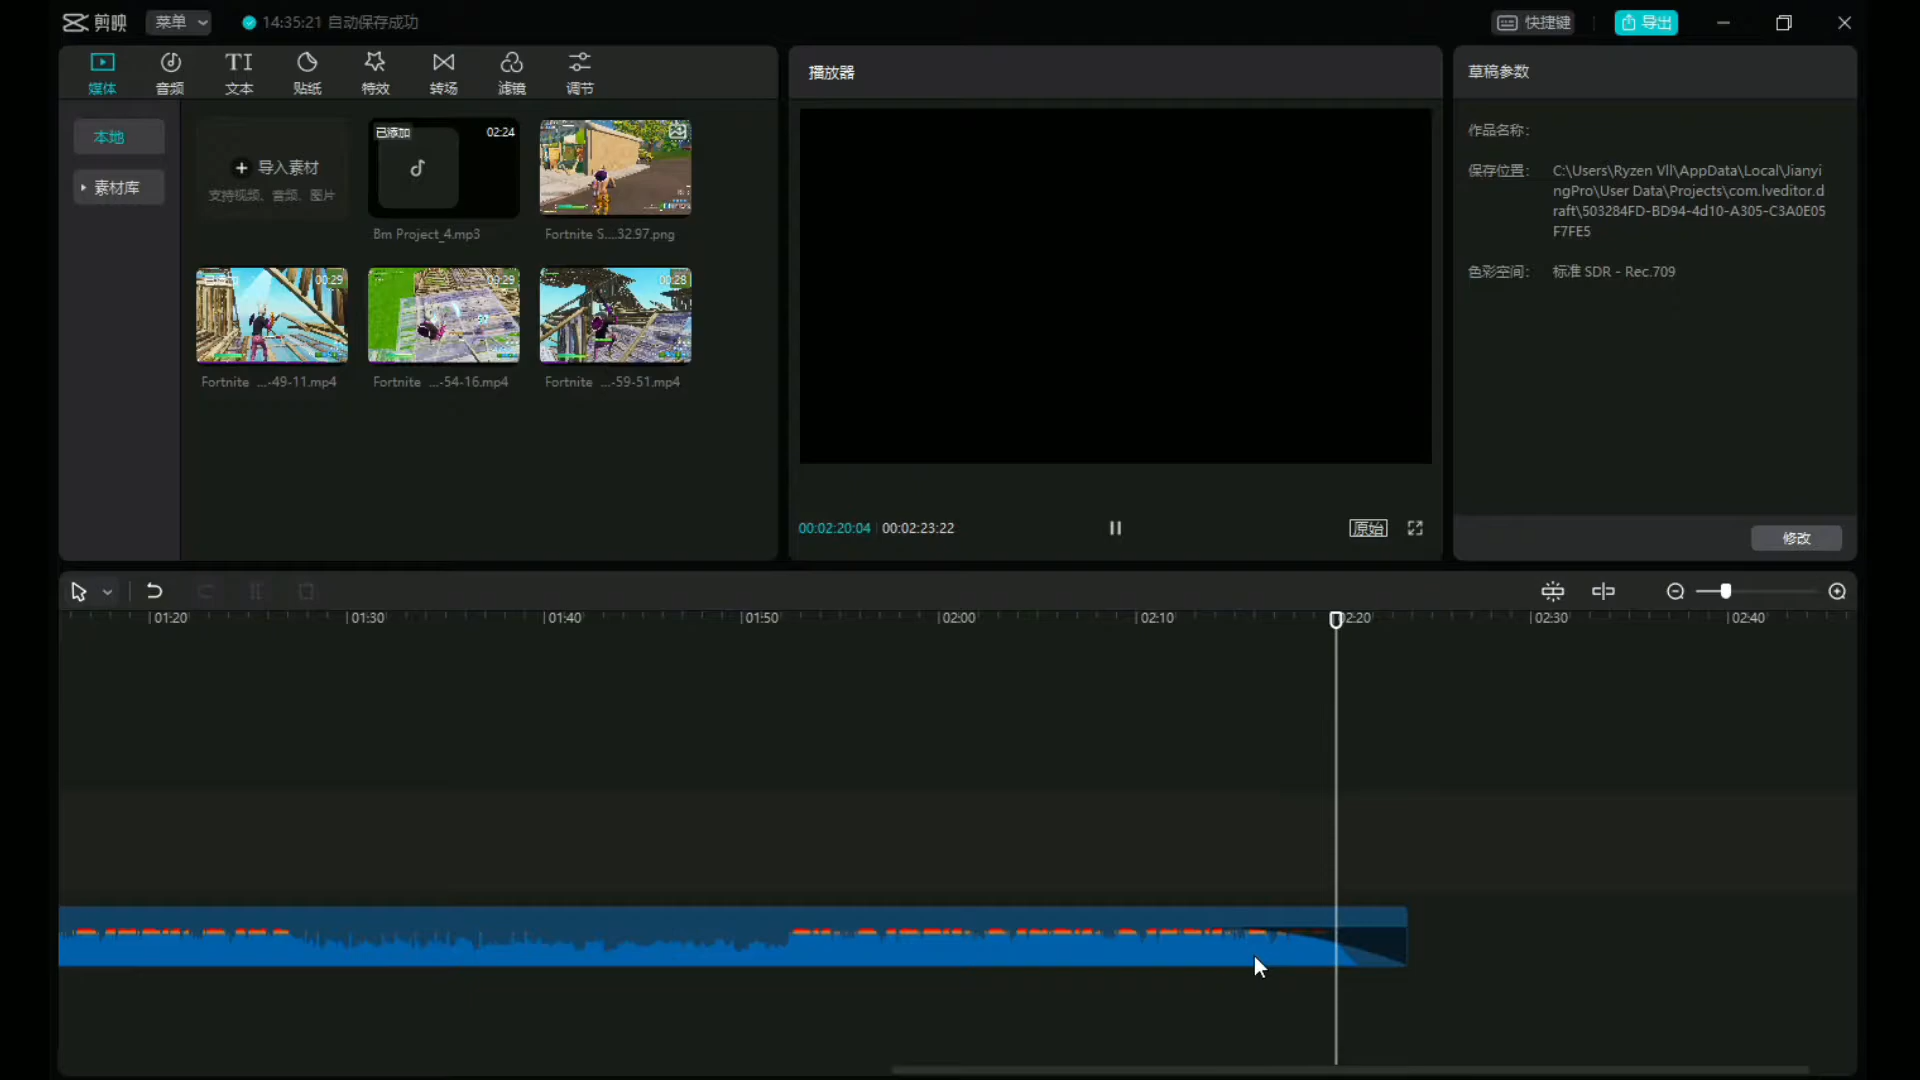 剪映
菜单
14:35:21 自动保存成功
快捷键
导出
媒体
音频
文本
贴纸
特效
转场
滤镜
调节
播放器
草稿参数
本地
素材库
导入素材
支持视频、音频、图片
已添加
02:24
Bm Project_4.mp3
Fortnite S....32.97.png
00:29
00:29
00:28
Fortnite ...-49-11.mp4
Fortnite ...-54-16.mp4
Fortnite ...-59-51.mp4
作品名称:
保存位置:
C:\Users\Ryzen Vll\AppData\Local\Jianyi
ngPro\User Data\Projects\com.lveditor.d
raft\503284FD-BD94-4d10-A305-C3A0E05
F7FE5
色彩空间:
标准 SDR - Rec.709
00:02:20:04
00:02:23:22
原始
修改
01:20
01:30
01:40
01:50
02:00
02:10
02:20
02:30
02:40